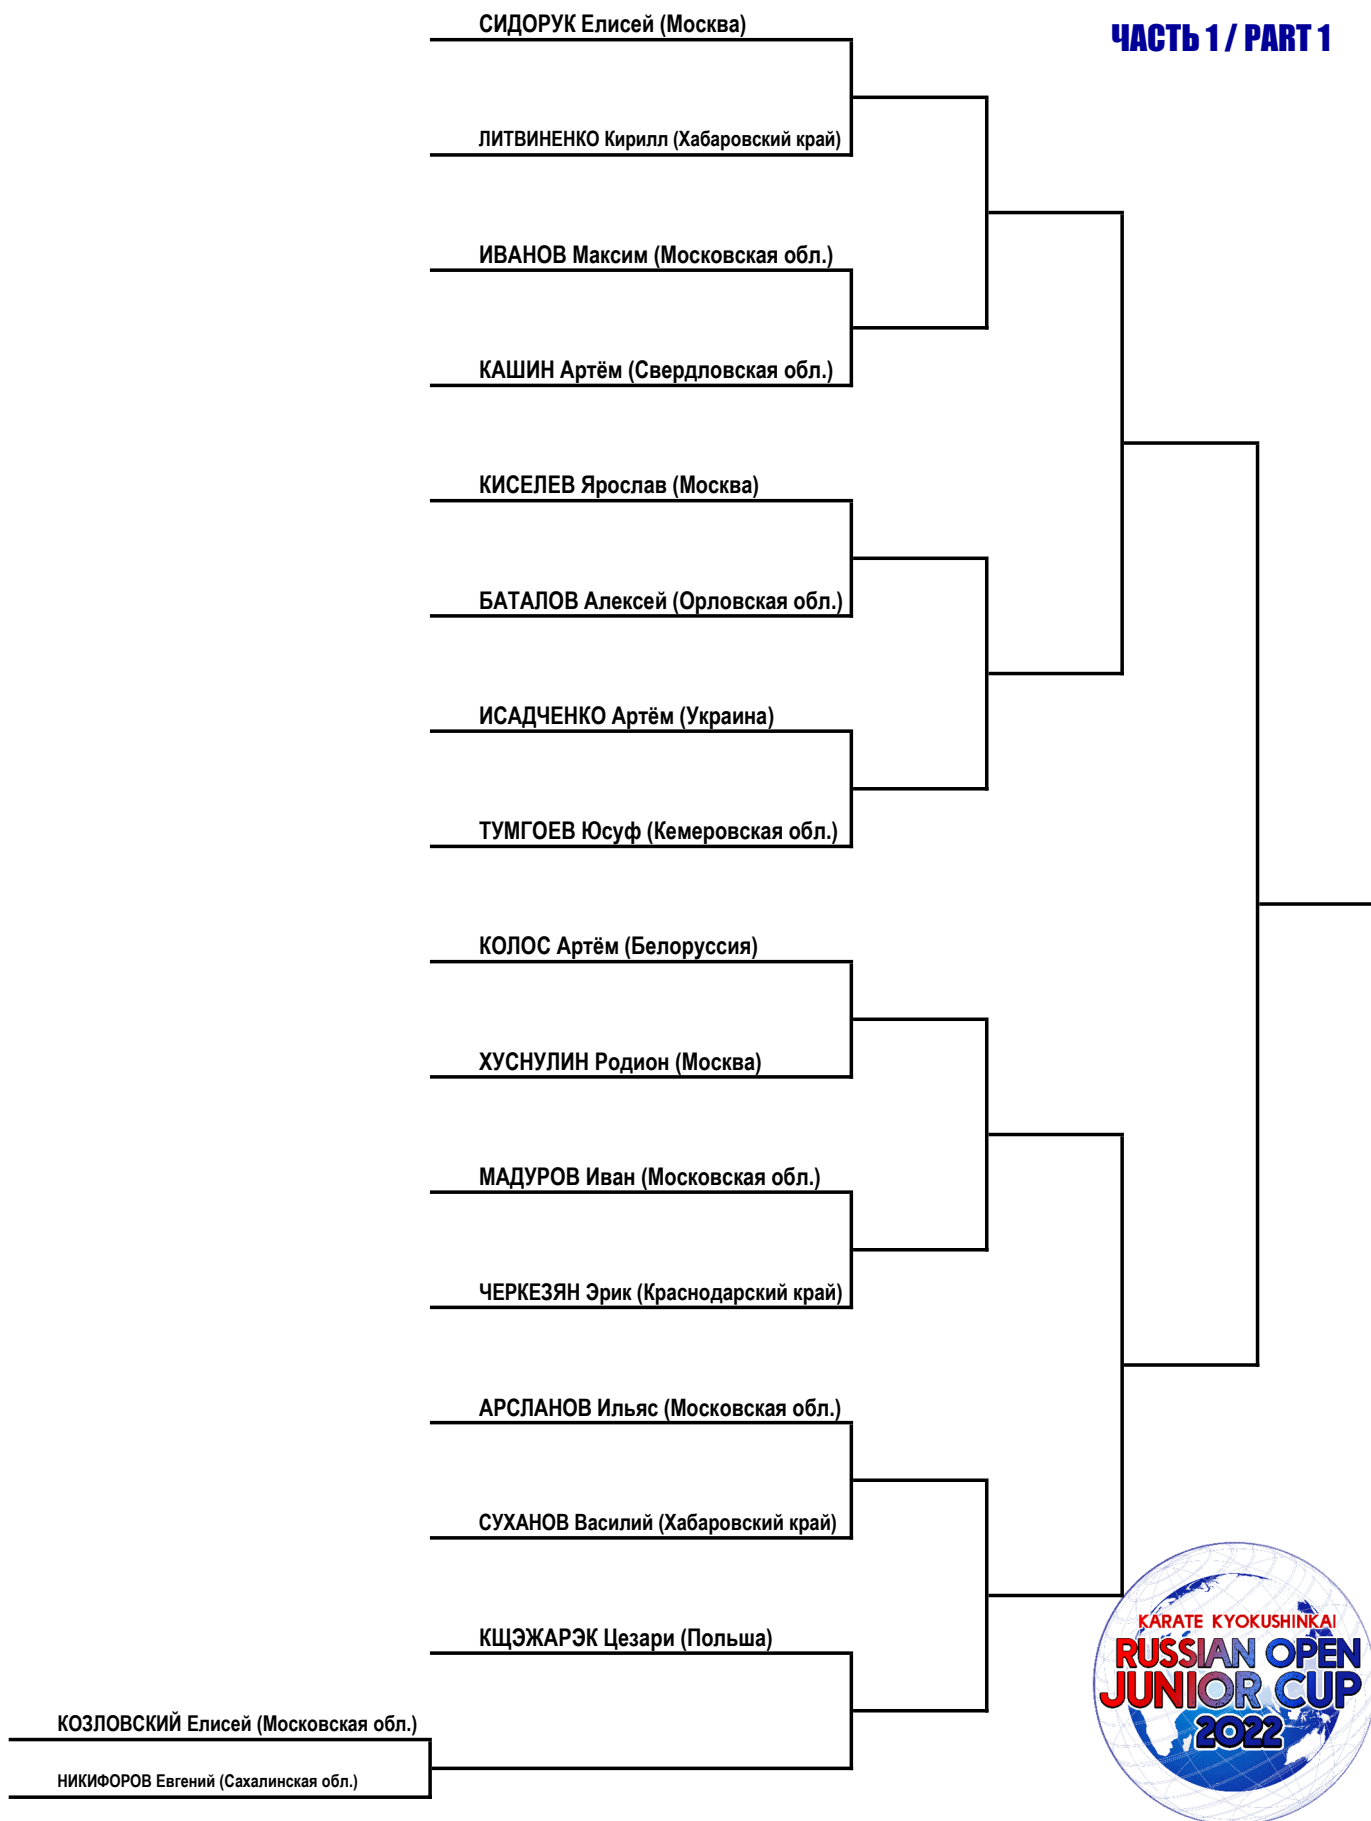 СИДОРУК Елисей (Москва)
ЧАСТЬ 1 / PART 1
ЛИТВИНЕНКО Кирилл (Хабаровский край)
ИВАНОВ Максим (Московская обл.)
КАШИН Артём (Свердловская обл.)
КИСЕЛЕВ Ярослав (Москва)
БАТАЛОВ Алексей (Орловская обл.)
ИСАДЧЕНКО Артём (Украина)
ТУМГОЕВ Юсуф (Кемеровская обл.)
КОЛОС Артём (Белоруссия)
ХУСНУЛИН Родион (Москва)
МАДУРОВ Иван (Московская обл.)
ЧЕРКЕЗЯН Эрик (Краснодарский край)
АРСЛАНОВ Ильяс (Московская обл.)
СУХАНОВ Василий (Хабаровский край)
КЩЭЖАРЭК Цезари (Польша)
КОЗЛОВСКИЙ Елисей (Московская обл.)
НИКИФОРОВ Евгений (Сахалинская обл.)
KARATE KYOKUSHINKAI
RUSSIAN OPEN
JUNIOR CUP
2022